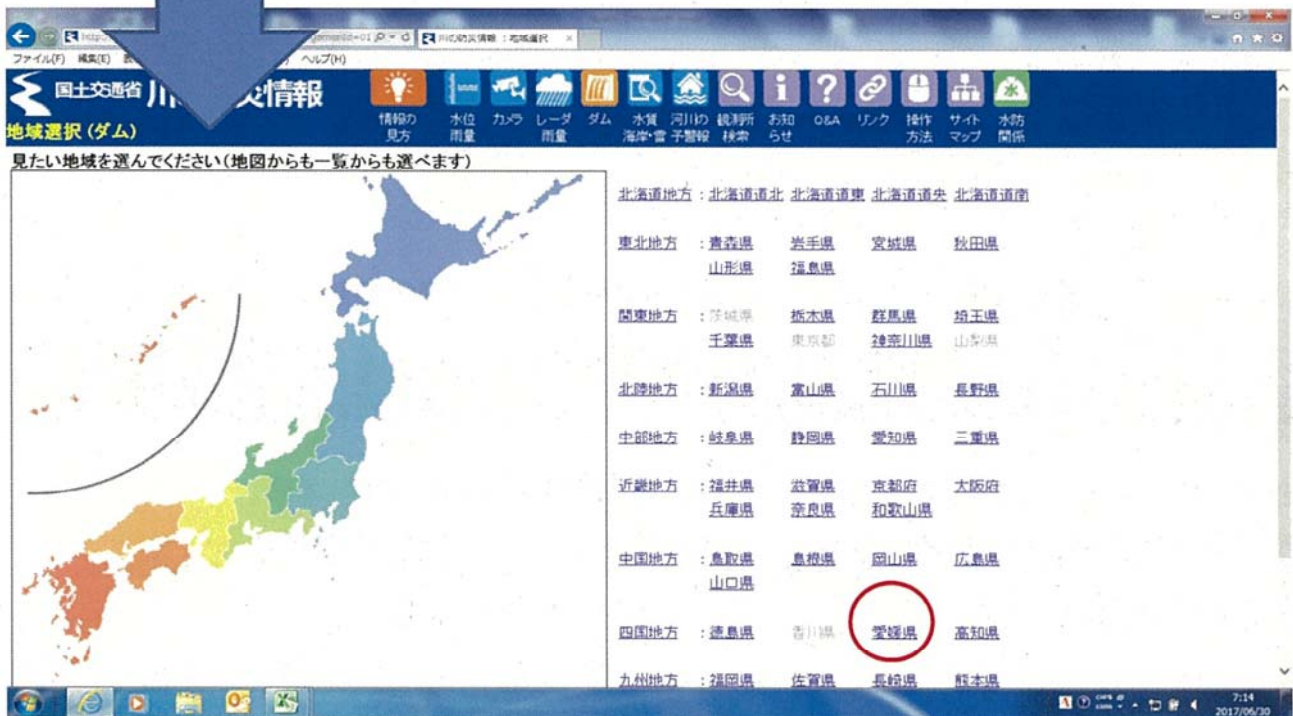 川の防災情報 : 地域選択
ファイル(F) 編集(E)
ヘルプ(H)
国土交通省 川 災情報
地域選択 (ダム)
情報の見方
水位雨量
カメラ
レーダ雨量
ダム
水質海岸・雪
河川の予警報
観測所検索
お知らせ
Q&A
リンク
操作方法
サイトマップ
水防関係
見たい地域を選んでください(地図からも一覧からも選べます)
北海道地方 : 北海道道北 北海道道東 北海道道央 北海道道南
東北地方 : 青森県 岩手県 宮城県 秋田県
山形県 福島県
関東地方 : 茨城県 栃木県 群馬県 埼玉県
千葉県 東京都 神奈川県 山梨県
北陸地方 : 新潟県 富山県 石川県 長野県
中部地方 : 岐阜県 静岡県 愛知県 三重県
近畿地方 : 福井県 滋賀県 京都府 大阪府
兵庫県 奈良県 和歌山県
中国地方 : 鳥取県 島根県 岡山県 広島県
山口県
四国地方 : 徳島県 香川県 愛媛県 高知県
九州地方 : 福岡県 佐賀県 長崎県 熊本県
7:14
2017/06/30